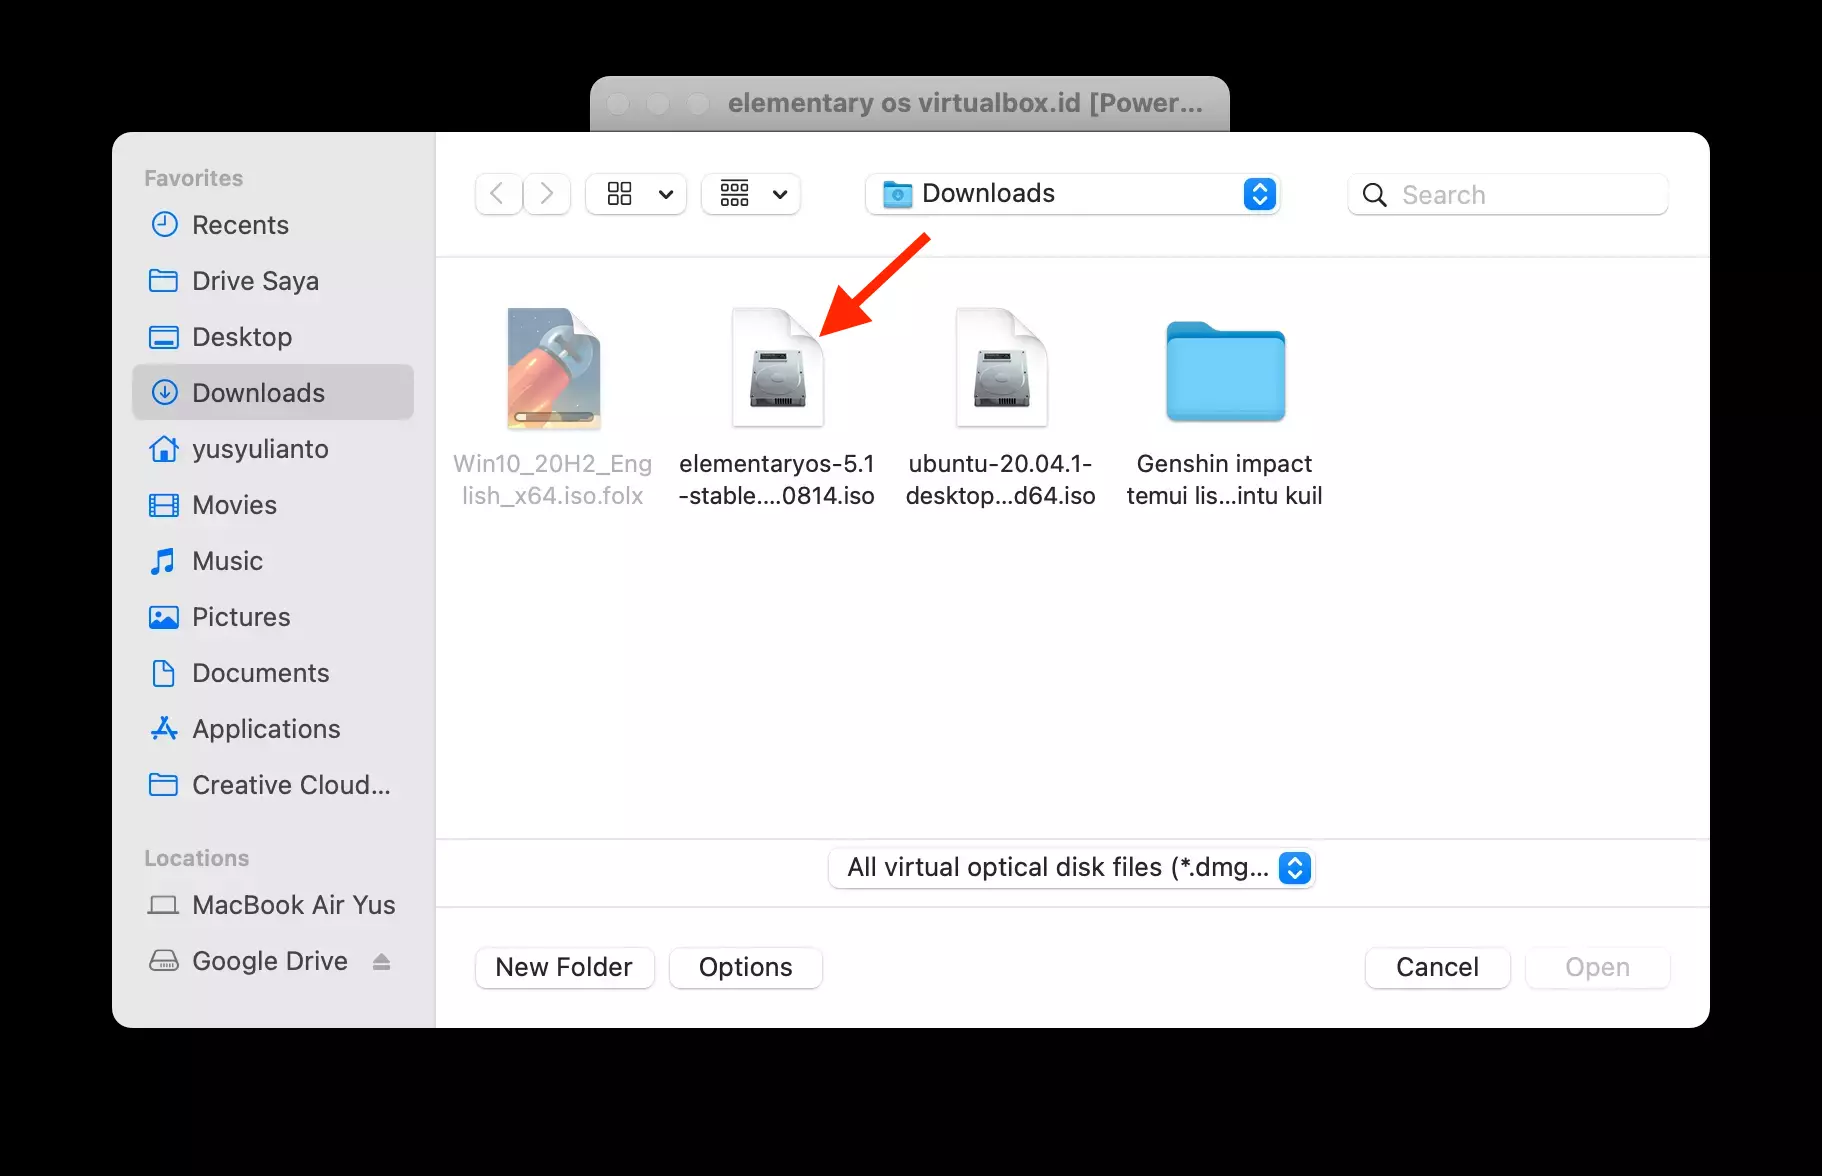 elementary os virtualbox.id [Power...
Favorites
Recents
Drive Saya
Desktop
Downloads
yusyulianto
Movies
Music
Pictures
Documents
Applications
Creative Cloud...
Locations
MacBook Air Yus
Google Drive
Downloads
Search
Win10_20H2_Eng
lish_x64.iso.folx
elementaryos-5.1
-stable....0814.iso
ubuntu-20.04.1-
desktop...d64.iso
Genshin impact
temui lis...intu kuil
All virtual optical disk files (*.dmg...
New Folder
Options
Cancel
Open